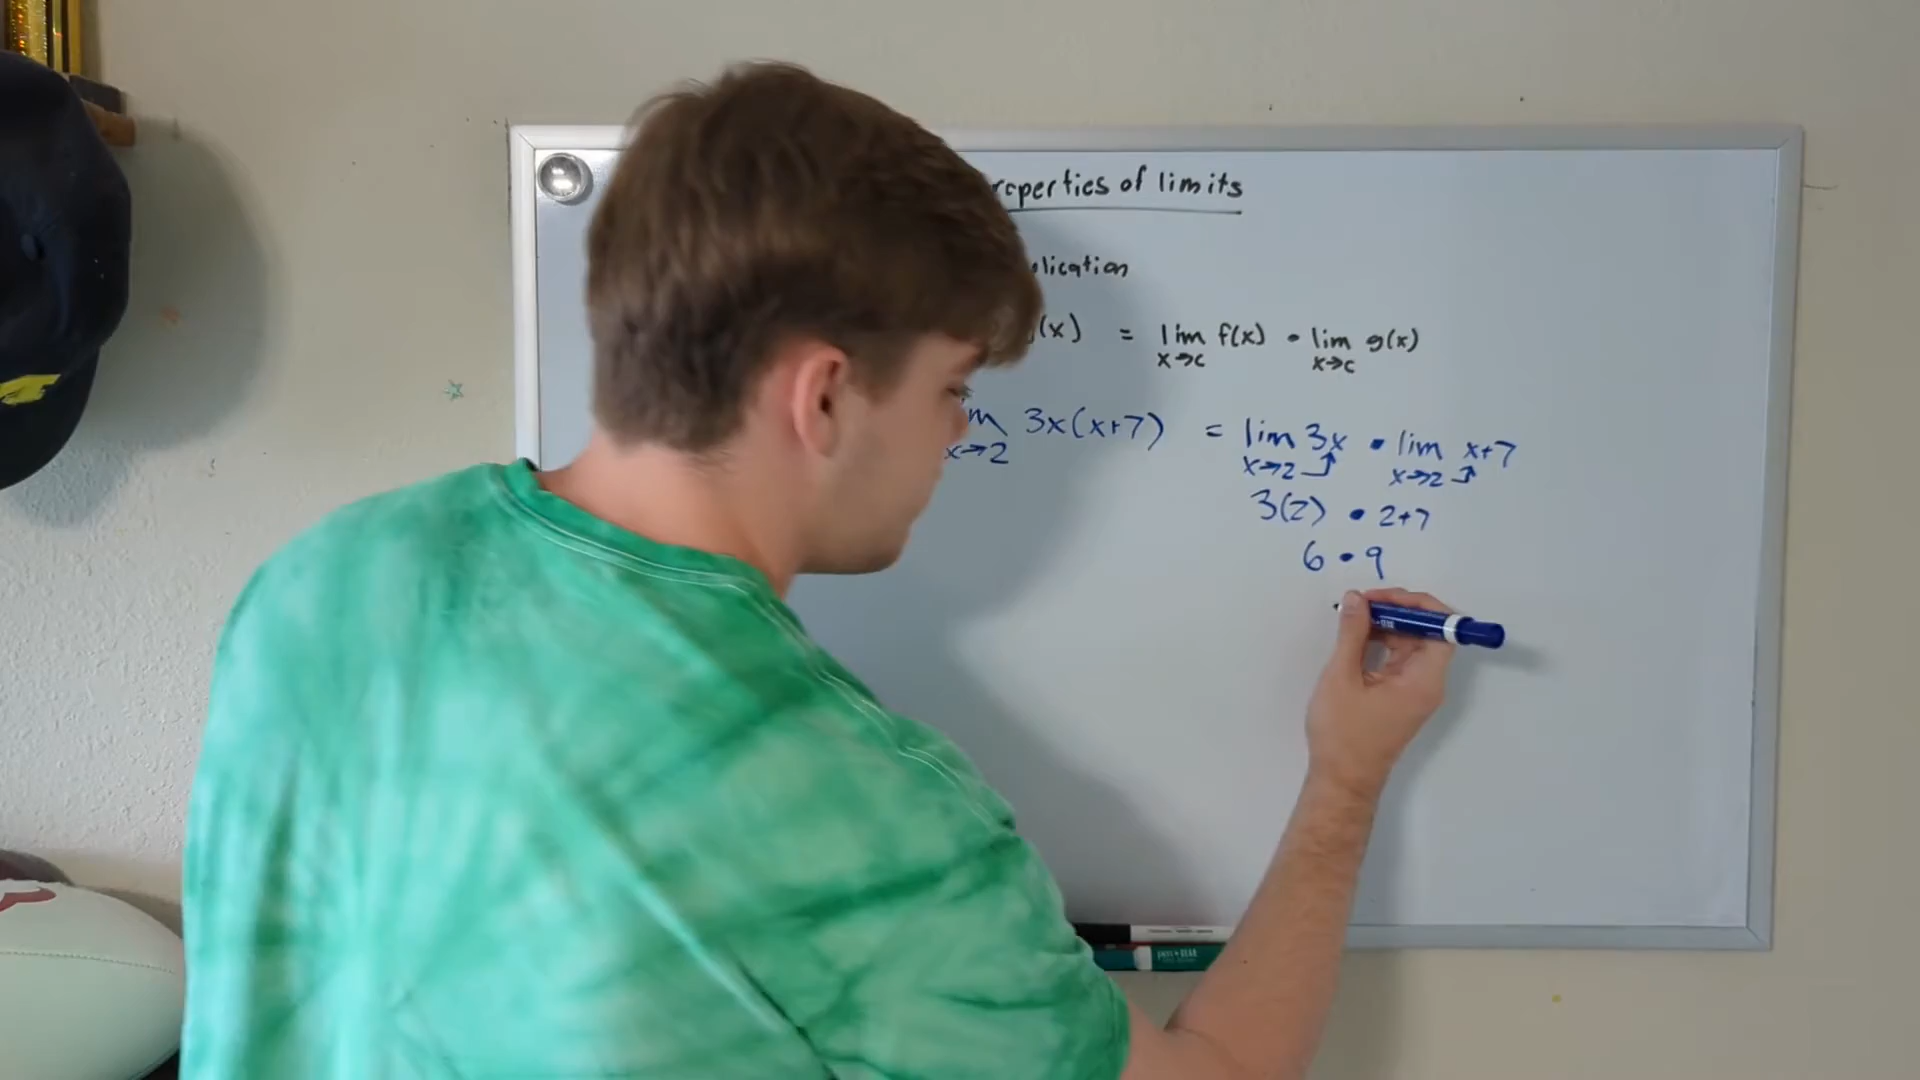 roperties of limits
lication
(x) = lim f(x) • lim g(x)
x→c x→c
m 3x(x+7) = lim 3x • lim x+7
x→2 x→2 x→2
3(2) • 2+7
6 • 9